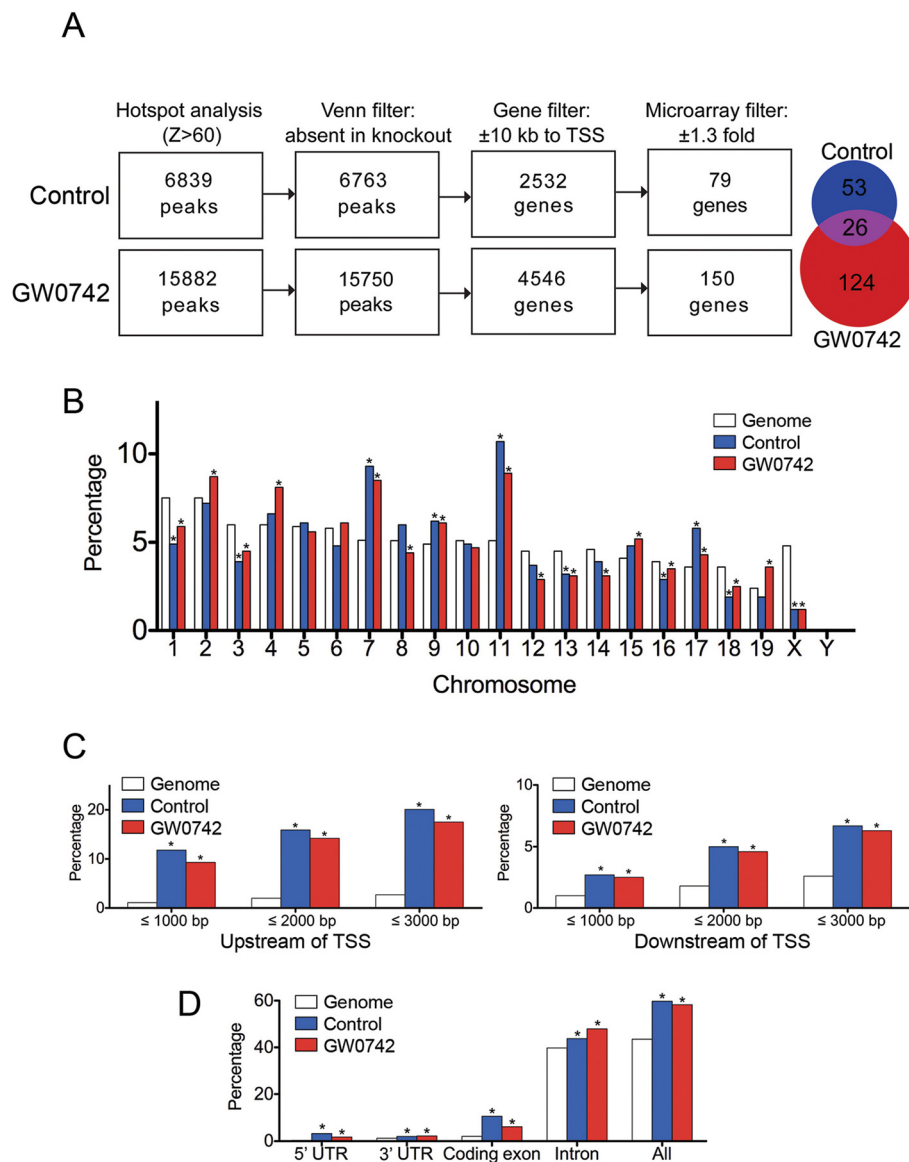 A
Hotspot analysis
(Z>60)
Venn filter:
absent in knockout
Gene filter:
±10 kb to TSS
Microarray filter:
±1.3 fold
Control
6839
peaks
6763
peaks
2532
genes
79
genes
Control
53
26
124
GW0742
GW0742
15882
peaks
15750
peaks
4546
genes
150
genes
B
Percentage
10
5
0
Genome
Control
GW0742
* * * * * * * * * * * * * * * * * * * * * * * * * * *
1 2 3 4 5 6 7 8 9 10 11 12 13 14 15 16 17 18 19 X Y
Chromosome
C
Percentage
20
10
0
Genome
Control
GW0742
* * * * * *
≤ 1000 bp ≤ 2000 bp ≤ 3000 bp
Upstream of TSS
Percentage
10
5
0
Genome
Control
GW0742
* * * * * *
≤ 1000 bp ≤ 2000 bp ≤ 3000 bp
Downstream of TSS
D
Percentage
60
40
20
0
Genome
Control
GW0742
* * * * * * * * * *
5' UTR 3' UTR Coding exon Intron All